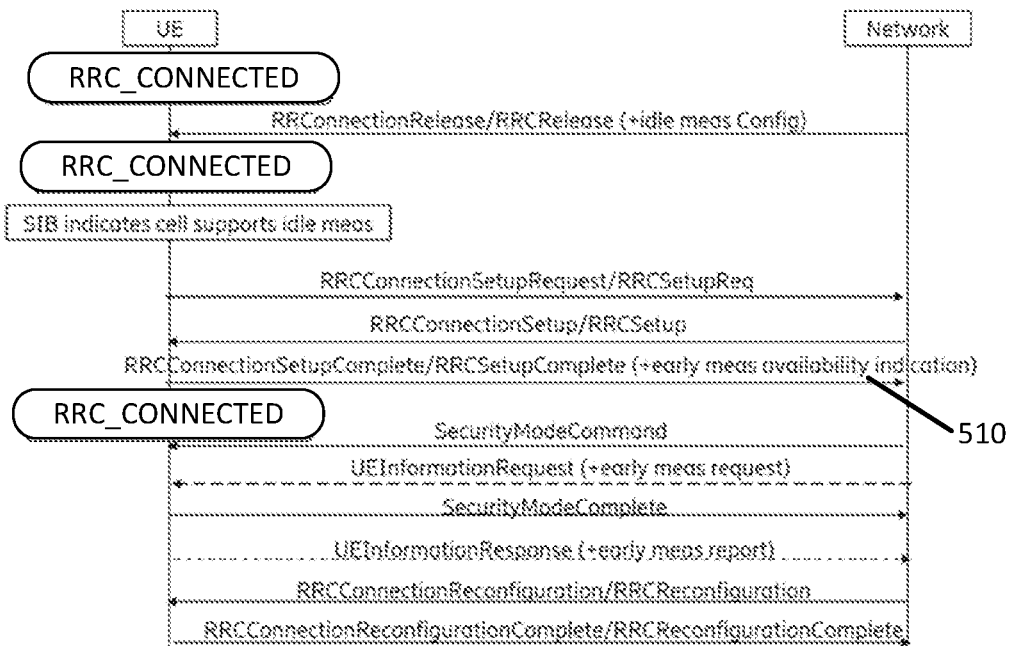 UE Network
RRC_CONNECTED
RRConnectionRelease/RRCRelease (+idle meas Config)
RRC_CONNECTED
SIB indicates cell supports idle meas
RRCConnectionSetupRequest/RRCSetupReq
RRCConnectionSetup/RRCSetup
RRCConnectionSetupComplete/RRCSetupComplete (+early meas availability indication)
RRC_CONNECTED
510
SecurityModeCommand
UEInformationRequest (+early meas request)
SecurityModeComplete
UEInformationResponse (+early meas report)
RRCConnectionReconfiguration/RRCReconfiguration
RRCConnectionReconfigurationComplete/RRCReconfigurationComplete